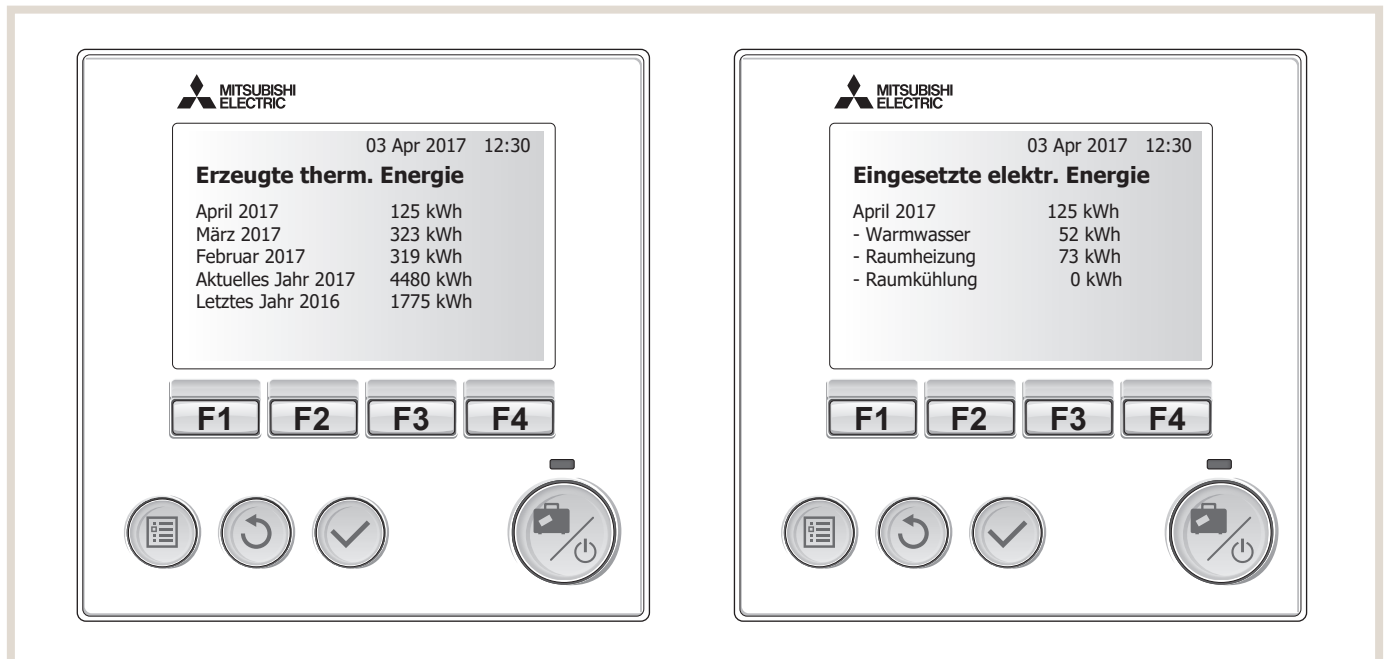 MITSUBISHI
ELECTRIC
03 Apr 2017 12:30
Erzeugte therm. Energie
April 2017 125 kWh
März 2017 323 kWh
Februar 2017 319 kWh
Aktuelles Jahr 2017 4480 kWh
Letztes Jahr 2016 1775 kWh
F1 F2 F3 F4
MITSUBISHI
ELECTRIC
03 Apr 2017 12:30
Eingesetzte elektr. Energie
April 2017 125 kWh
- Warmwasser 52 kWh
- Raumheizung 73 kWh
- Raumkühlung 0 kWh
F1 F2 F3 F4